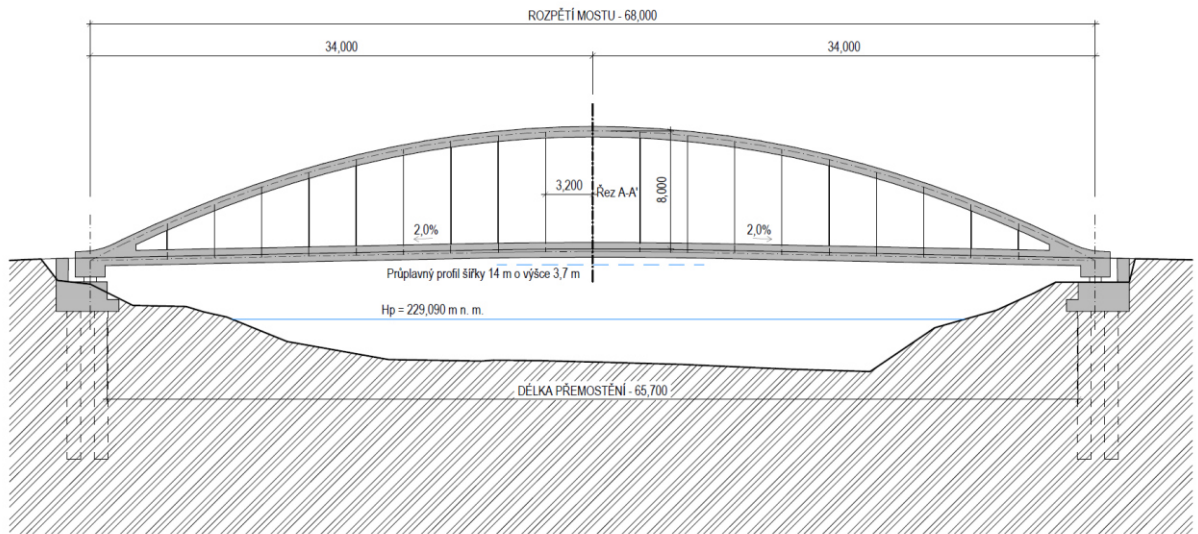 ROZPĚTÍ MOSTU - 68,000
34,000
34,000
3,200
Řez A-A'
8,000
2,0%
2,0%
Průplavný profil šířky 14 m o výšce 3,7 m
Hp = 229,090 m n. m.
DÉLKA PŘEMOSTĚNÍ - 65,700